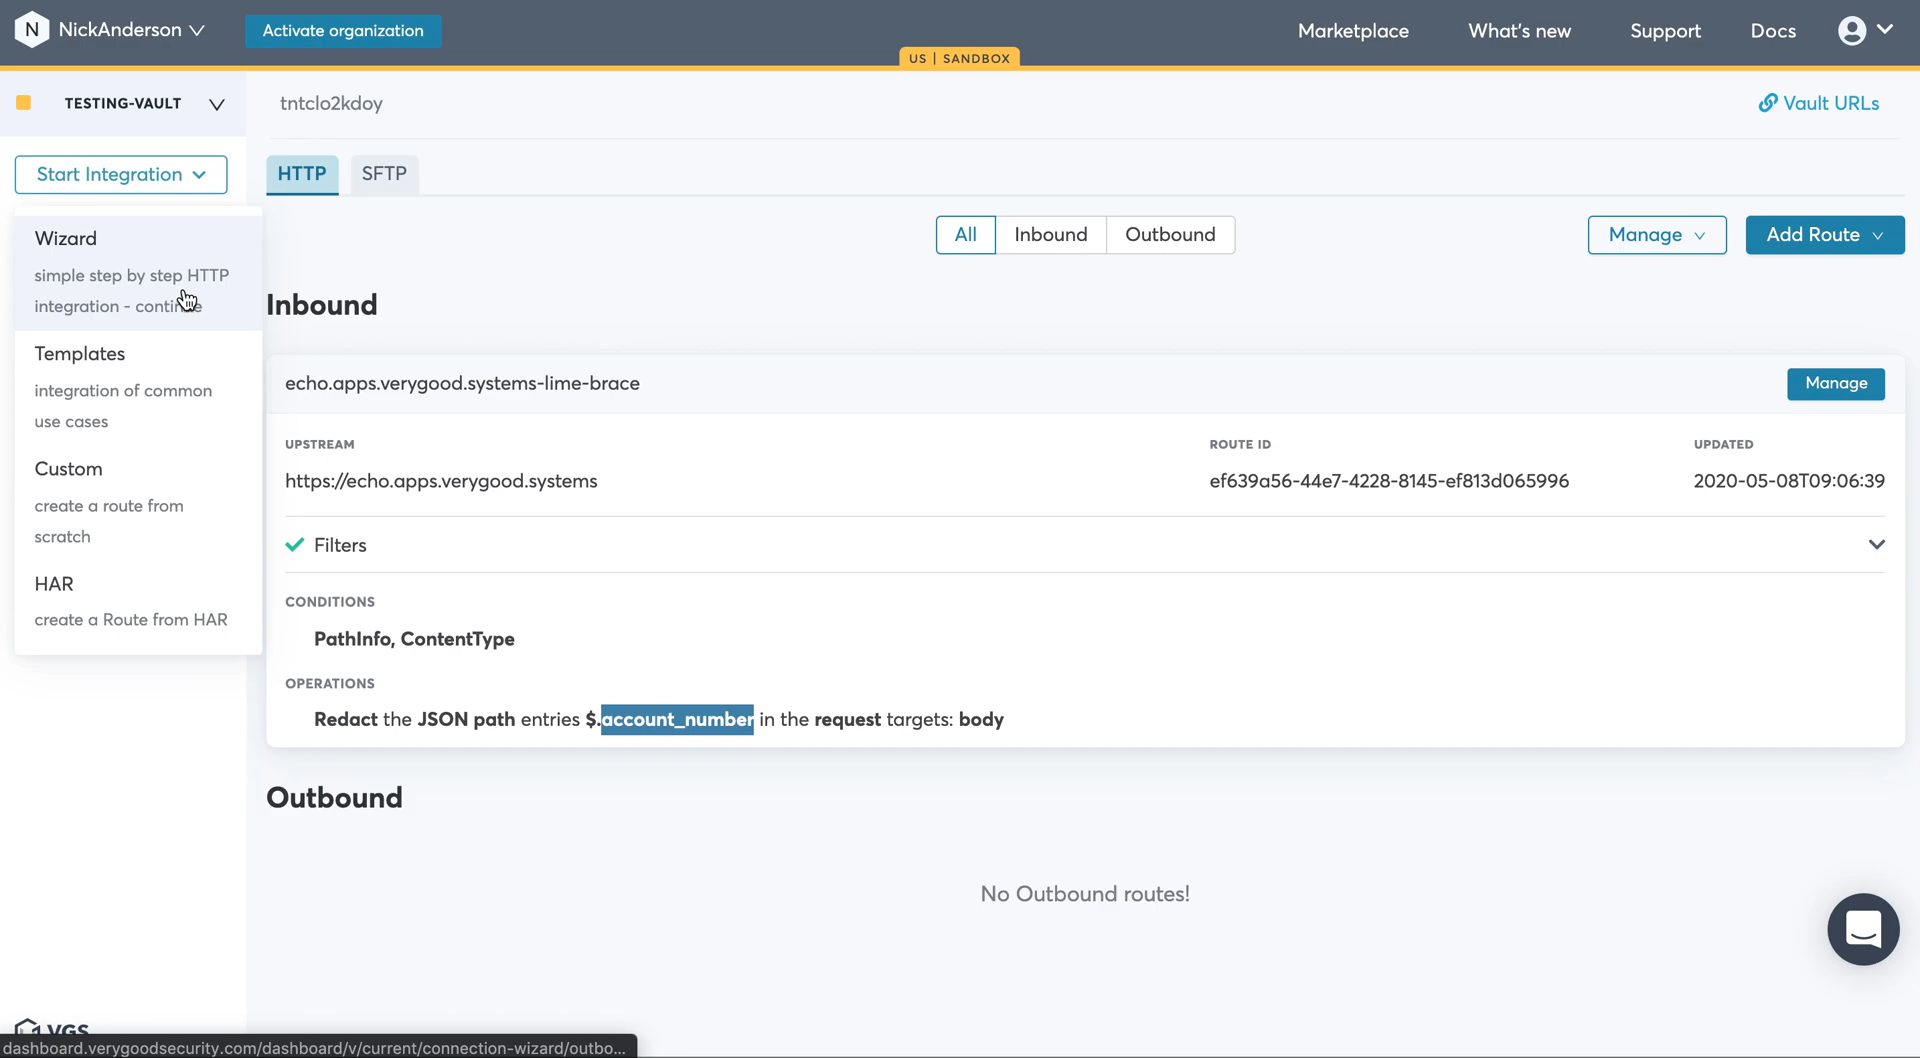 N NickAnderson
Activate organization
Marketplace
What's new
Support
Docs
US | SANDBOX
TESTING-VAULT
tntclo2kdoy
Vault URLs
Start Integration
HTTP
SFTP
Wizard
simple step by step HTTP
integration - continue
Templates
integration of common
use cases
Custom
create a route from
scratch
HAR
create a Route from HAR
All
Inbound
Outbound
Manage
Add Route
Inbound
echo.apps.verygood.systems-lime-brace
Manage
UPSTREAM
ROUTE ID
UPDATED
https://echo.apps.verygood.systems
ef639a56-44e7-4228-8145-ef813d065996
2020-05-08T09:06:39
Filters
CONDITIONS
PathInfo, ContentType
OPERATIONS
Redact the JSON path entries $.account_number in the request targets: body
Outbound
No Outbound routes!
VGS
dashboard.verygoodsecurity.com/dashboard/v/current/connection-wizard/outbo...